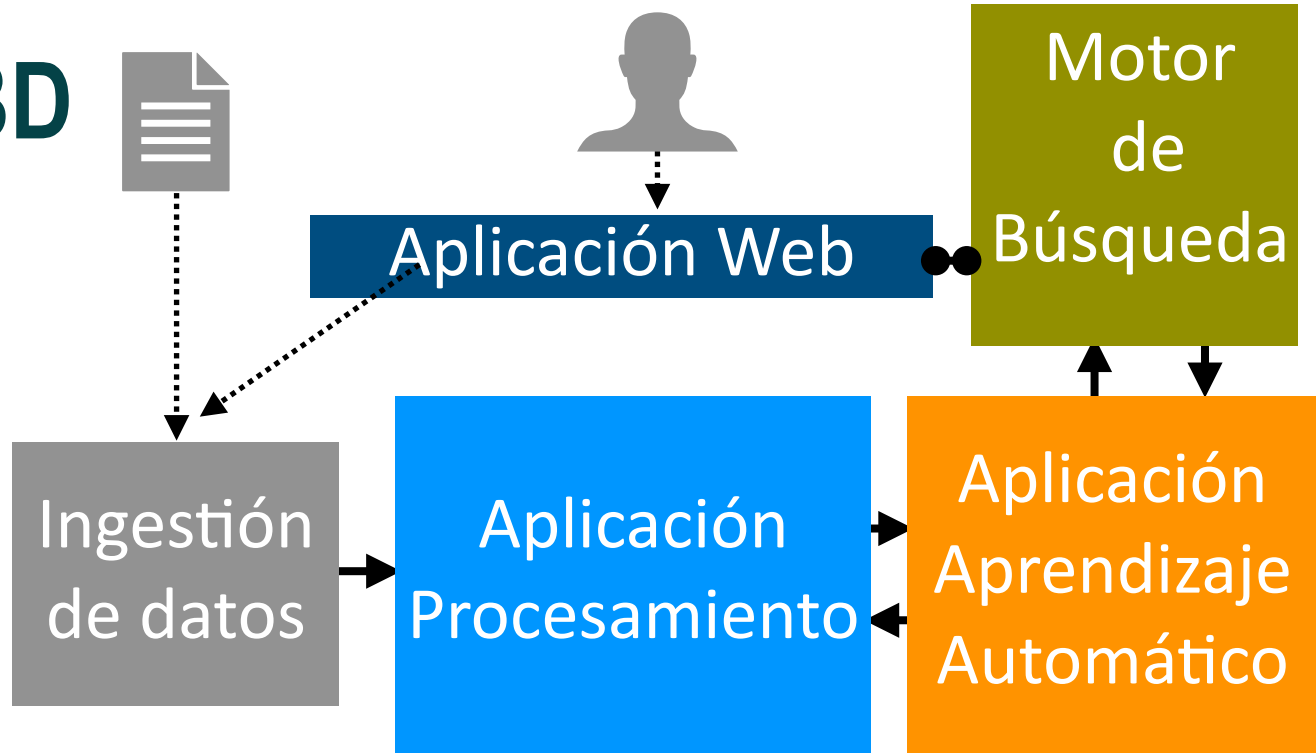 BD
Motor
de
Búsqueda
Aplicación Web
Ingestión
de datos
Aplicación
Procesamiento
Aplicación
Aprendizaje
Automático